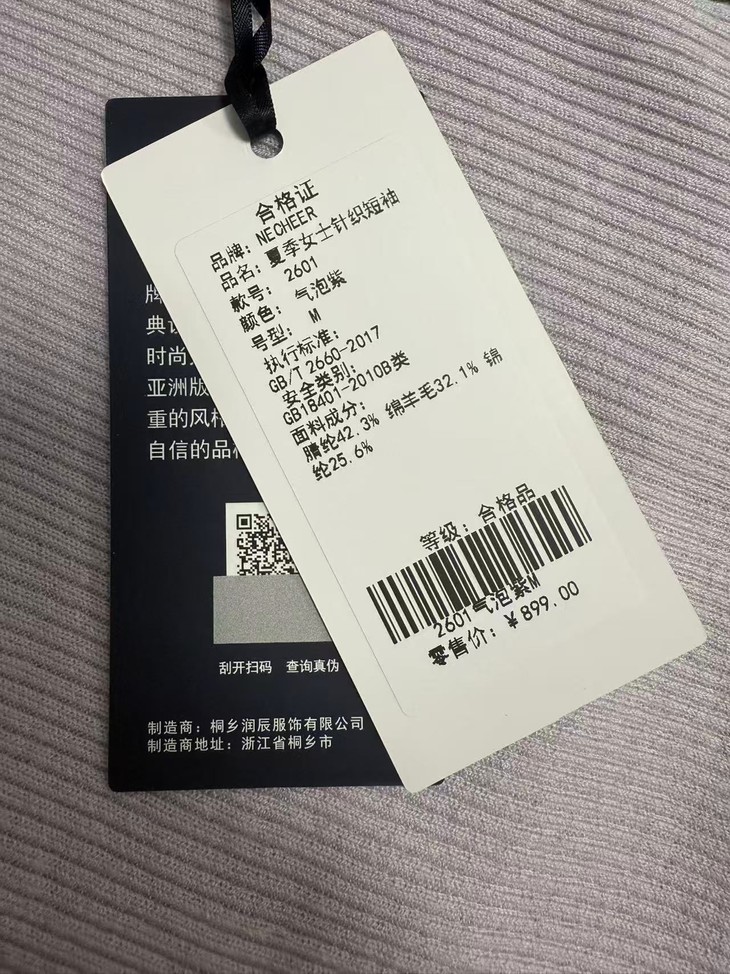 合格证
品牌：NEOHEER
品名：夏季女士针织短袖
款号：2601
颜色：气泡紫
号型：M
执行标准：
GB/T 2660-2017
安全类别：
GB18401-2010B类
面料成分：
腈纶42.3% 绵羊毛32.1% 锦
纶25.6%
等级：合格品
2601气泡紫M
零售价：￥899.00
牌
典
时尚
亚洲版
重的风格
自信的品
刮开扫码 查询真伪
制造商：桐乡润辰服饰有限公司
制造商地址：浙江省桐乡市